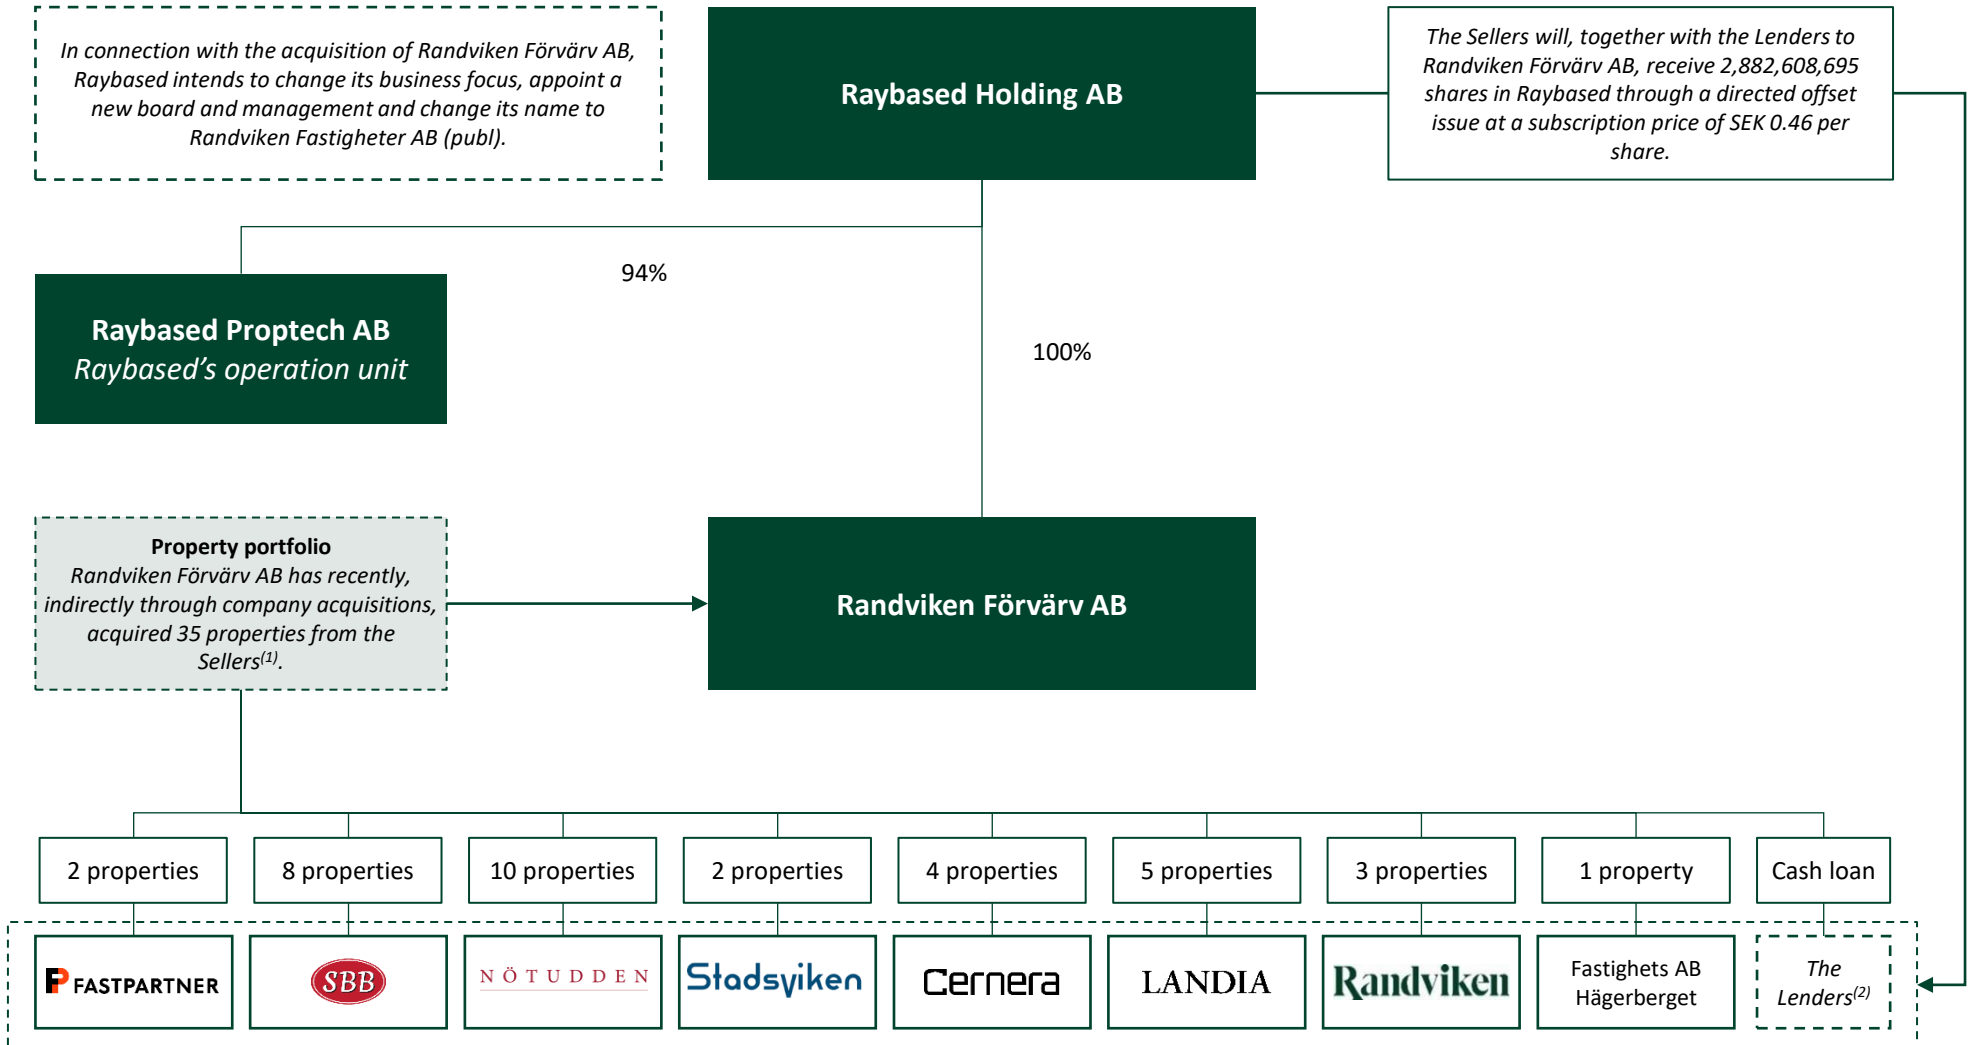 In connection with the acquisition of Randviken Förvärv AB,
Raybased intends to change its business focus, appoint a
new board and management and change its name to
Randviken Fastigheter AB (publ).
Raybased Holding AB
The Sellers will, together with the Lenders to
Randviken Förvärv AB, receive 2,882,608,695
shares in Raybased through a directed offset
issue at a subscription price of SEK 0.46 per
share.
94%
Raybased Proptech AB
Raybased’s operation unit
100%
Property portfolio
Randviken Förvärv AB has recently,
indirectly through company acquisitions,
acquired 35 properties from the
Sellers(1).
Randviken Förvärv AB
2 properties
8 properties
10 properties
2 properties
4 properties
5 properties
3 properties
1 property
Cash loan
FASTPARTNER
SBB
NÖTUDDEN
Stadsviken
Cernera
LANDIA
Randviken
Fastighets AB
Hägerberget
The
Lenders(2)